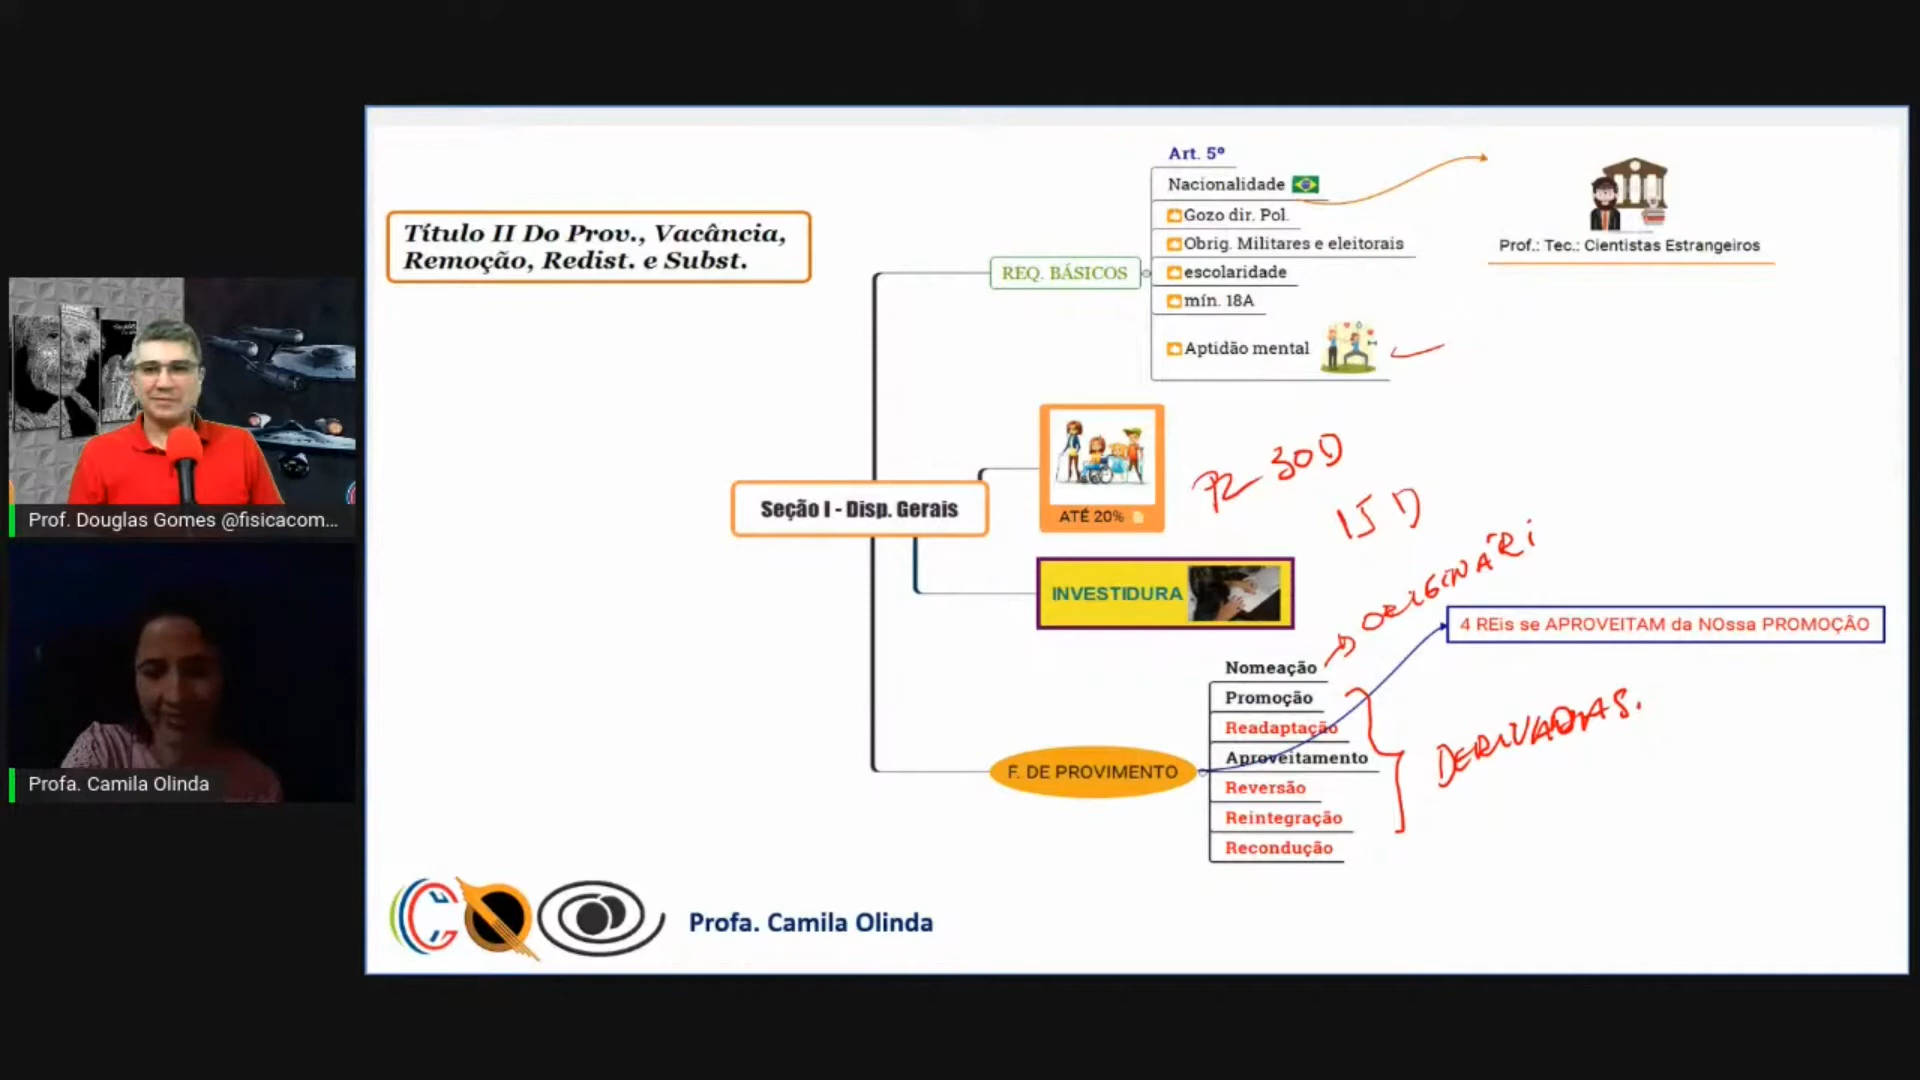 Título II Do Prov., Vacância,
Remoção, Redist. e Subst.
Art. 5º
Nacionalidade
Gozo dir. Pol.
Obrig. Militares e eleitorais
escolaridade
mín. 18A
Aptidão mental
REQ. BÁSICOS
Prof.: Tec.: Cientistas Estrangeiros
Seção I - Disp. Gerais
ATÉ 20%
30D
15 D
INVESTIDURA
ORIGINÁRI
4 REis se APROVEITAM da NOssa PROMOÇÃO
F. DE PROVIMENTO
Nomeação
Promoção
Readaptação
Aproveitamento
Reversão
Reintegração
Recondução
DERIVADAS.
Profa. Camila Olinda
Prof. Douglas Gomes @fisicacom...
Profa. Camila Olinda